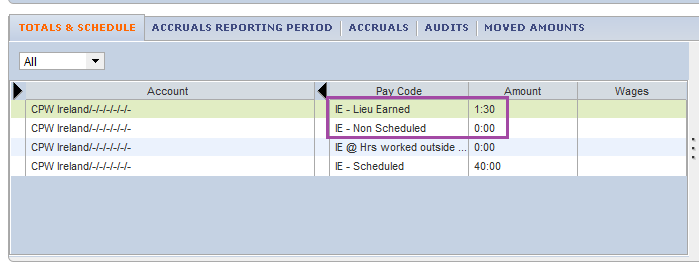 TOTALS & SCHEDULE ACCRUALS REPORTING PERIOD ACCRUALS AUDITS MOVED AMOUNTS
All
Account Pay Code Amount Wages
CPW Ireland/-/-/-/-/-/- IE - Lieu Earned 1:30
CPW Ireland/-/-/-/-/-/- IE - Non Scheduled 0:00
CPW Ireland/-/-/-/-/-/- IE @ Hrs worked outside ... 0:00
CPW Ireland/-/-/-/-/-/- IE - Scheduled 40:00